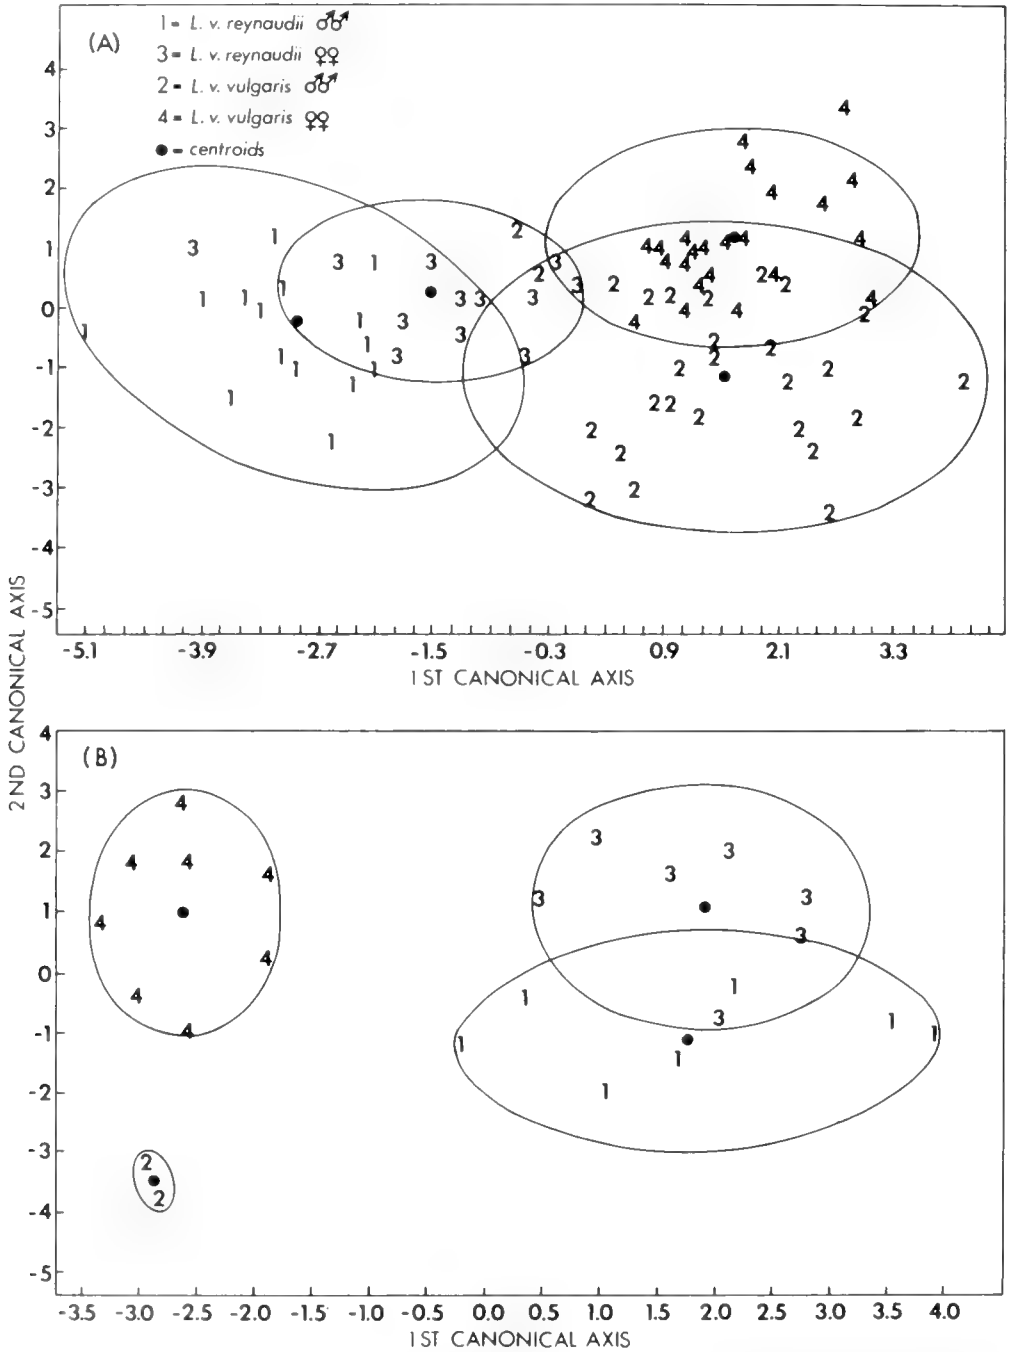 (A)
1 = L. v. reynaudii ♂♂
3 = L. v. reynaudii ♀♀
2 = L. v. vulgaris ♂♂
4 = L. v. vulgaris ♀♀
● = centroids
4
3
2
1
0
-1
-2
-3
-4
-5
-5.1 -3.9 -2.7 -1.5 -0.3 0.9 2.1 3.3
1ST CANONICAL AXIS
2ND CANONICAL AXIS
(B)
4
3
2
1
0
-1
-2
-3
-4
-5
-3.5 -3.0 -2.5 -2.0 -1.5 -1.0 -0.5 0.0 0.5 1.0 1.5 2.0 2.5 3.0 3.5 4.0
1ST CANONICAL AXIS